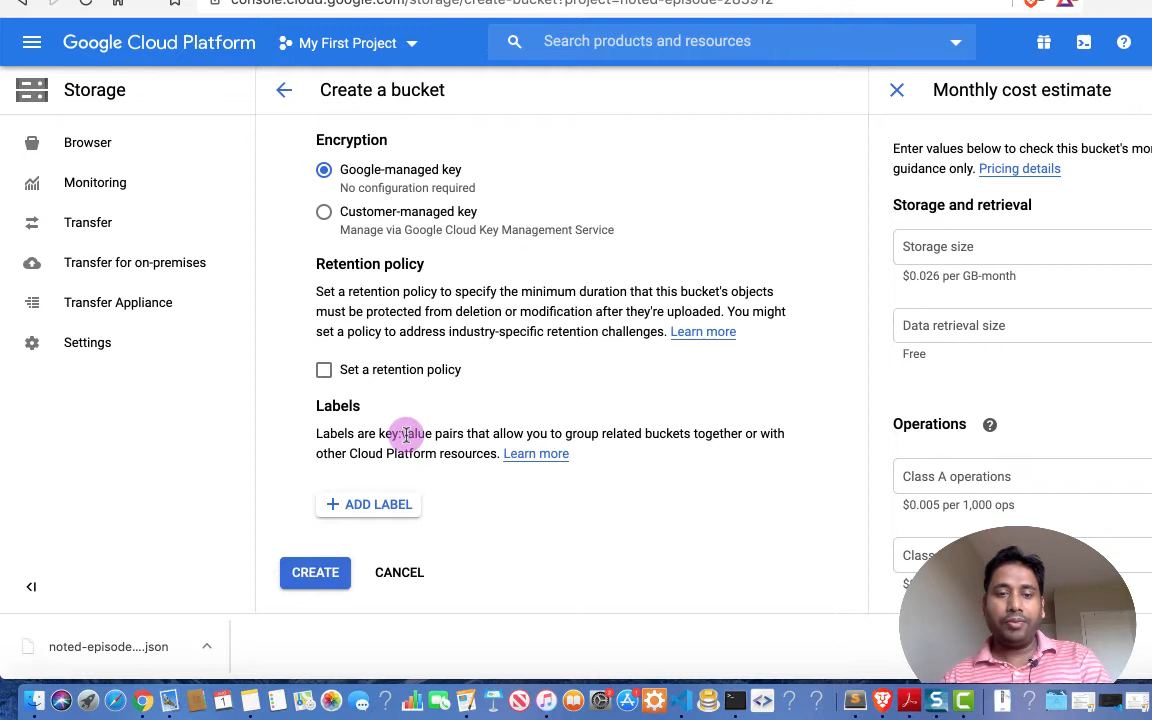 console.cloud.google.com/storage/create-bucket?project=noted-episode-283912
Google Cloud Platform
My First Project
Search products and resources
Storage
Create a bucket
Monthly cost estimate
Browser
Monitoring
Transfer
Transfer for on-premises
Transfer Appliance
Settings
Encryption
Google-managed key
No configuration required
Customer-managed key
Manage via Google Cloud Key Management Service
Retention policy
Set a retention policy to specify the minimum duration that this bucket's objects
must be protected from deletion or modification after they're uploaded. You might
set a policy to address industry-specific retention challenges. Learn more
Set a retention policy
Labels
Labels are key:value pairs that allow you to group related buckets together or with
other Cloud Platform resources. Learn more
+ ADD LABEL
CREATE
CANCEL
Enter values below to check this bucket's mo
guidance only. Pricing details
Storage and retrieval
Storage size
$0.026 per GB-month
Data retrieval size
Free
Operations
Class A operations
$0.005 per 1,000 ops
Class
noted-episode....json